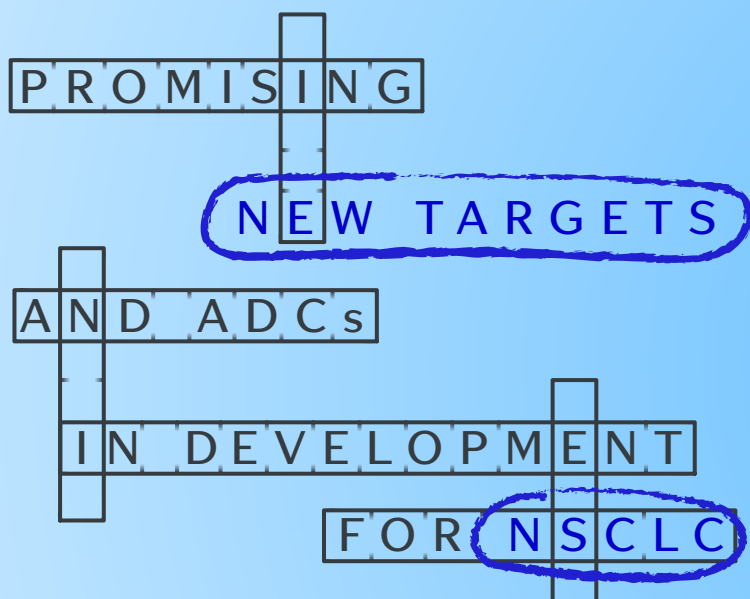 PROMISING
NEW TARGETS
AND ADCs
IN DEVELOPMENT
FOR NSCLC